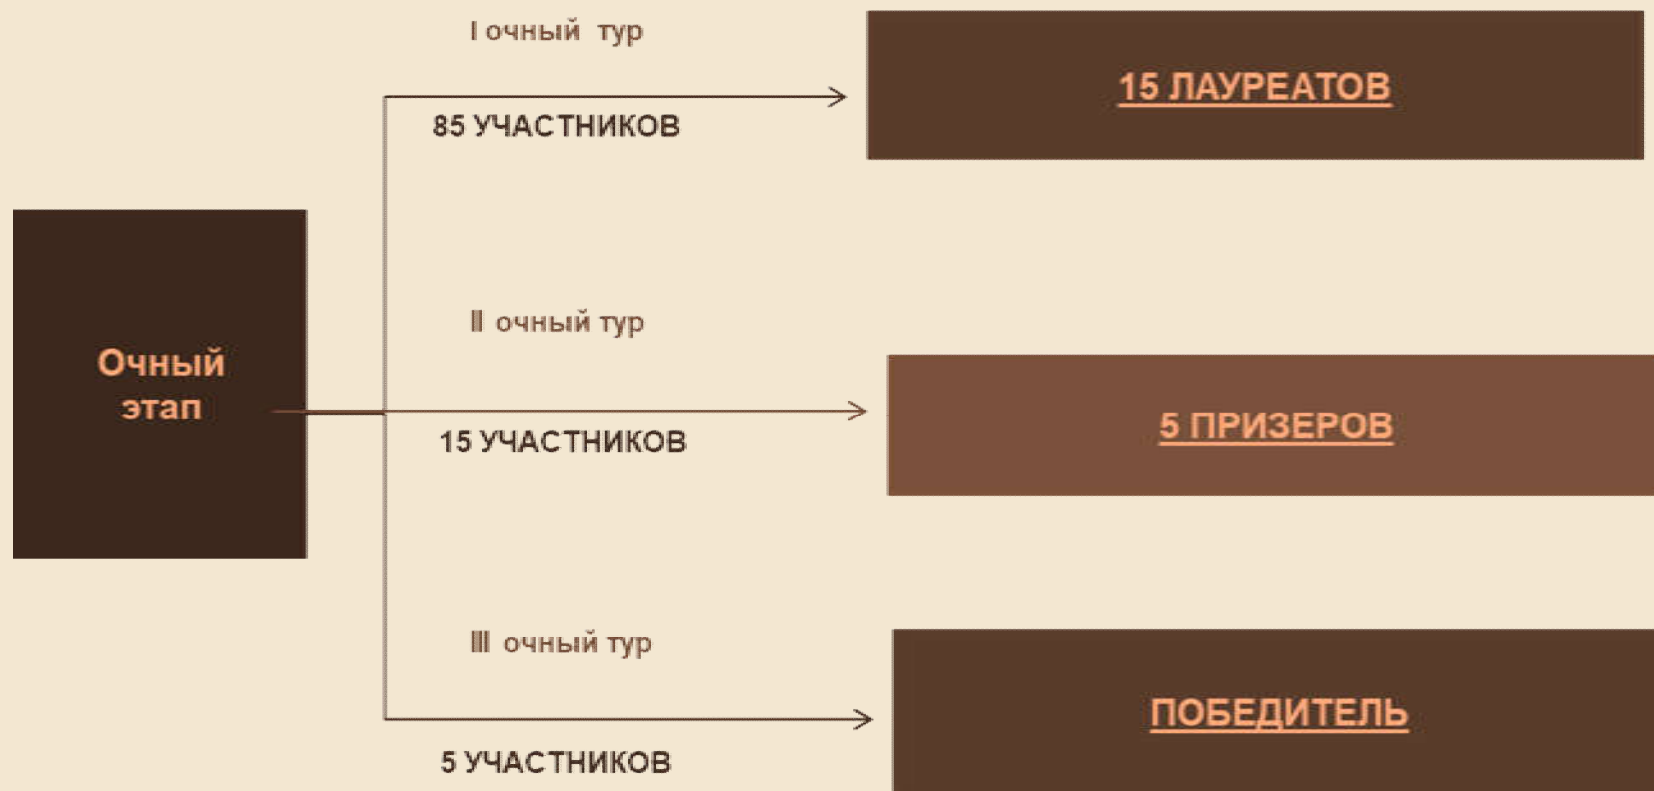 I очный тур
85 УЧАСТНИКОВ
15 ЛАУРЕАТОВ
Очный
этап
II очный тур
15 УЧАСТНИКОВ
5 ПРИЗЕРОВ
III очный тур
5 УЧАСТНИКОВ
ПОБЕДИТЕЛЬ